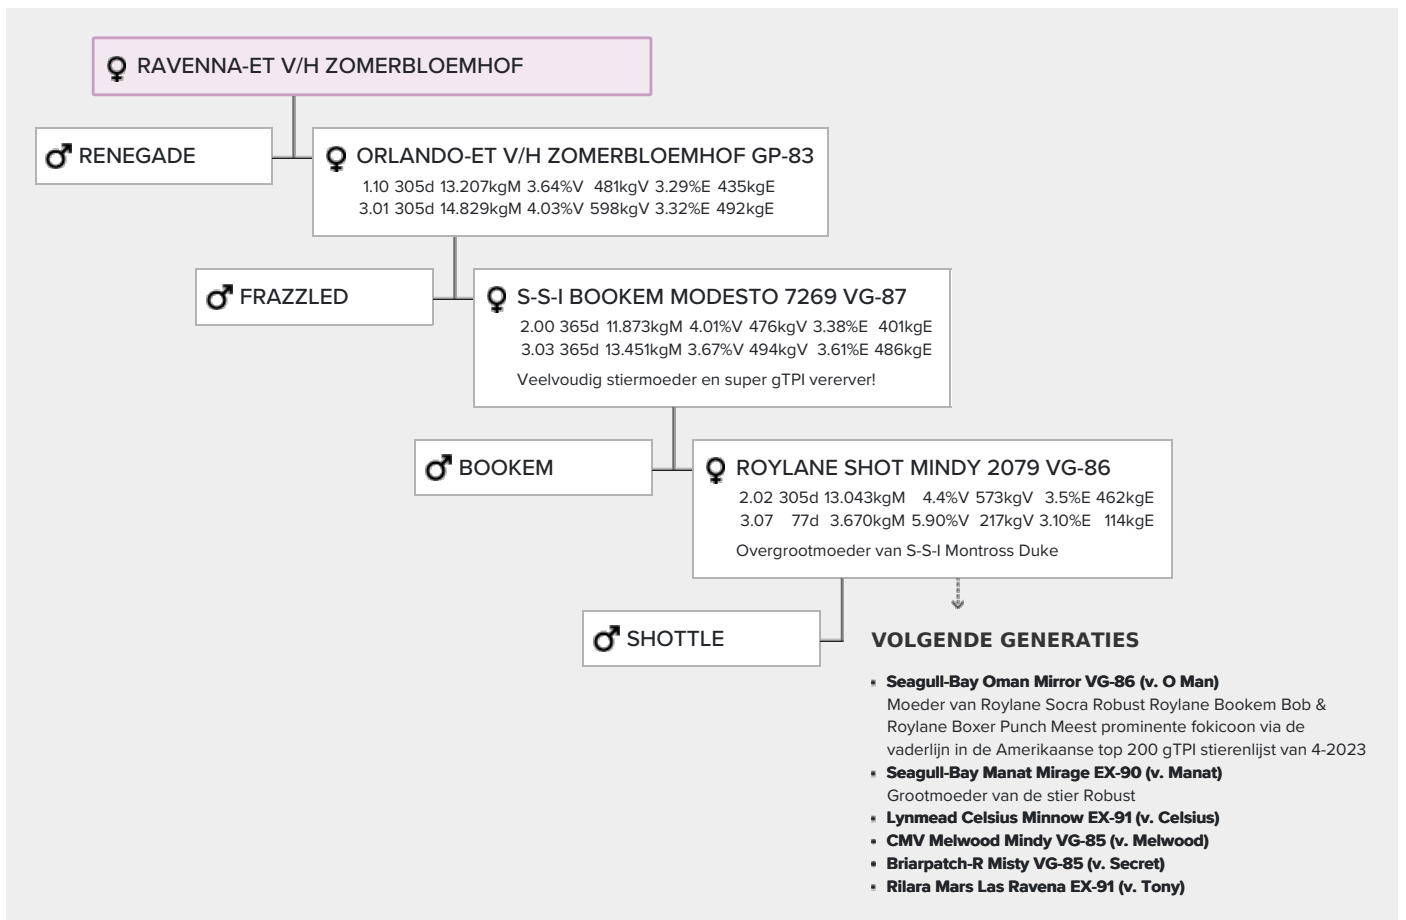 RAVENNA-ET V/H ZOMERBLOEMHOF
RENEGADE
ORLANDO-ET V/H ZOMERBLOEMHOF GP-83
1.10 305d 13.207kgM 3.64%V 481kgV 3.29%E 435kgE
3.01 305d 14.829kgM 4.03%V 598kgV 3.32%E 492kgE
FRAZZLED
S-S-I BOOKEM MODESTO 7269 VG-87
2.00 365d 11.873kgM 4.01%V 476kgV 3.38%E 401kgE
3.03 365d 13.451kgM 3.67%V 494kgV 3.61%E 486kgE
Veelvoudig stiermoeder en super gTPI vererver!
BOOKEM
ROYLANE SHOT MINDY 2079 VG-86
2.02 305d 13.043kgM 4.4%V 573kgV 3.5%E 462kgE
3.07 77d 3.670kgM 5.90%V 217kgV 3.10%E 114kgE
Overgrootmoeder van S-S-I Montross Duke
SHOTTLE
VOLGENDE GENERATIES
▪ Seagull-Bay Oman Mirror VG-86 (v. O Man)
Moeder van Roylane Socra Robust Roylane Bookem Bob &
Roylane Boxer Punch Meest prominente fokicoon via de
vaderlijn in de Amerikaanse top 200 gTPI stierenlijst van 4-2023
▪ Seagull-Bay Manat Mirage EX-90 (v. Manat)
Grootmoeder van de stier Robust
▪ Lynmead Celsius Minnow EX-91 (v. Celsius)
▪ CMV Melwood Mindy VG-85 (v. Melwood)
▪ Briarpatch-R Misty VG-85 (v. Secret)
▪ Rilara Mars Las Ravena EX-91 (v. Tony)